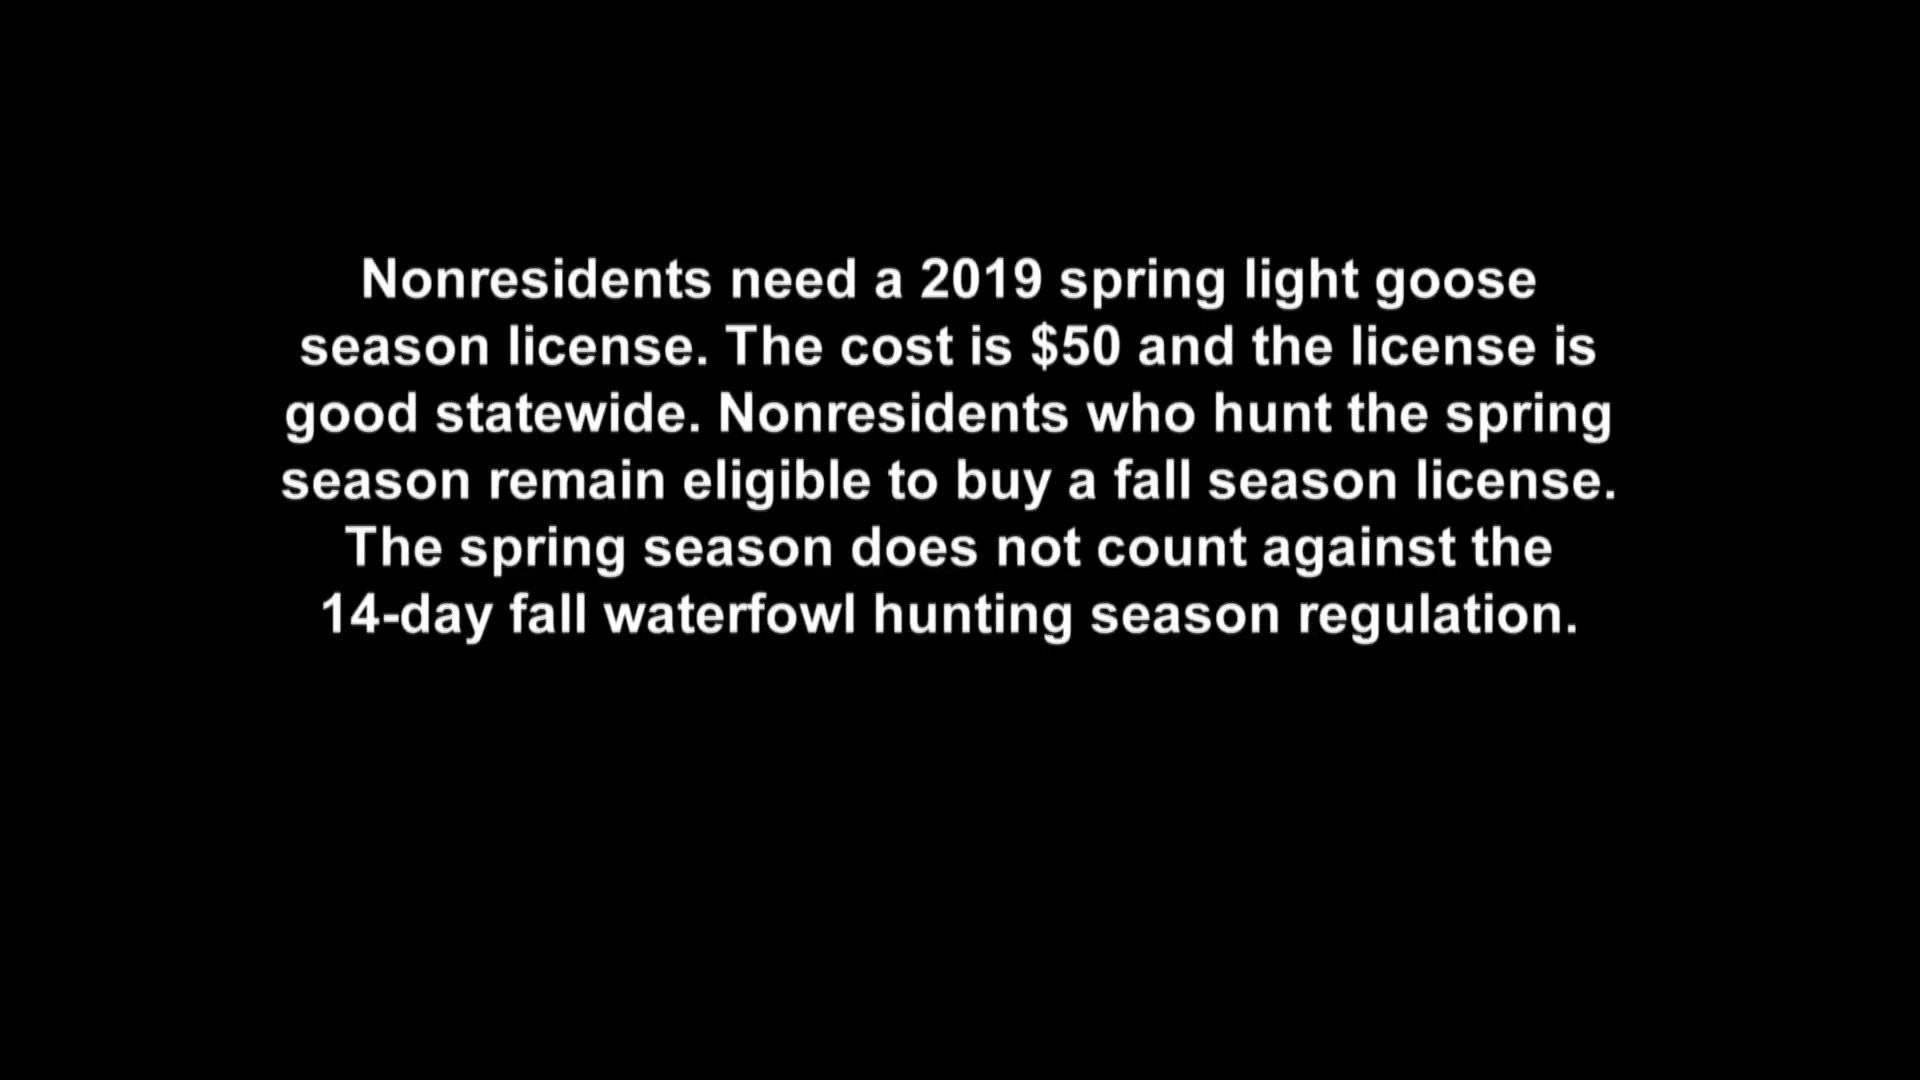 Nonresidents need a 2019 spring light goose
season license. The cost is $50 and the license is
good statewide. Nonresidents who hunt the spring
season remain eligible to buy a fall season license.
The spring season does not count against the
14-day fall waterfowl hunting season regulation.